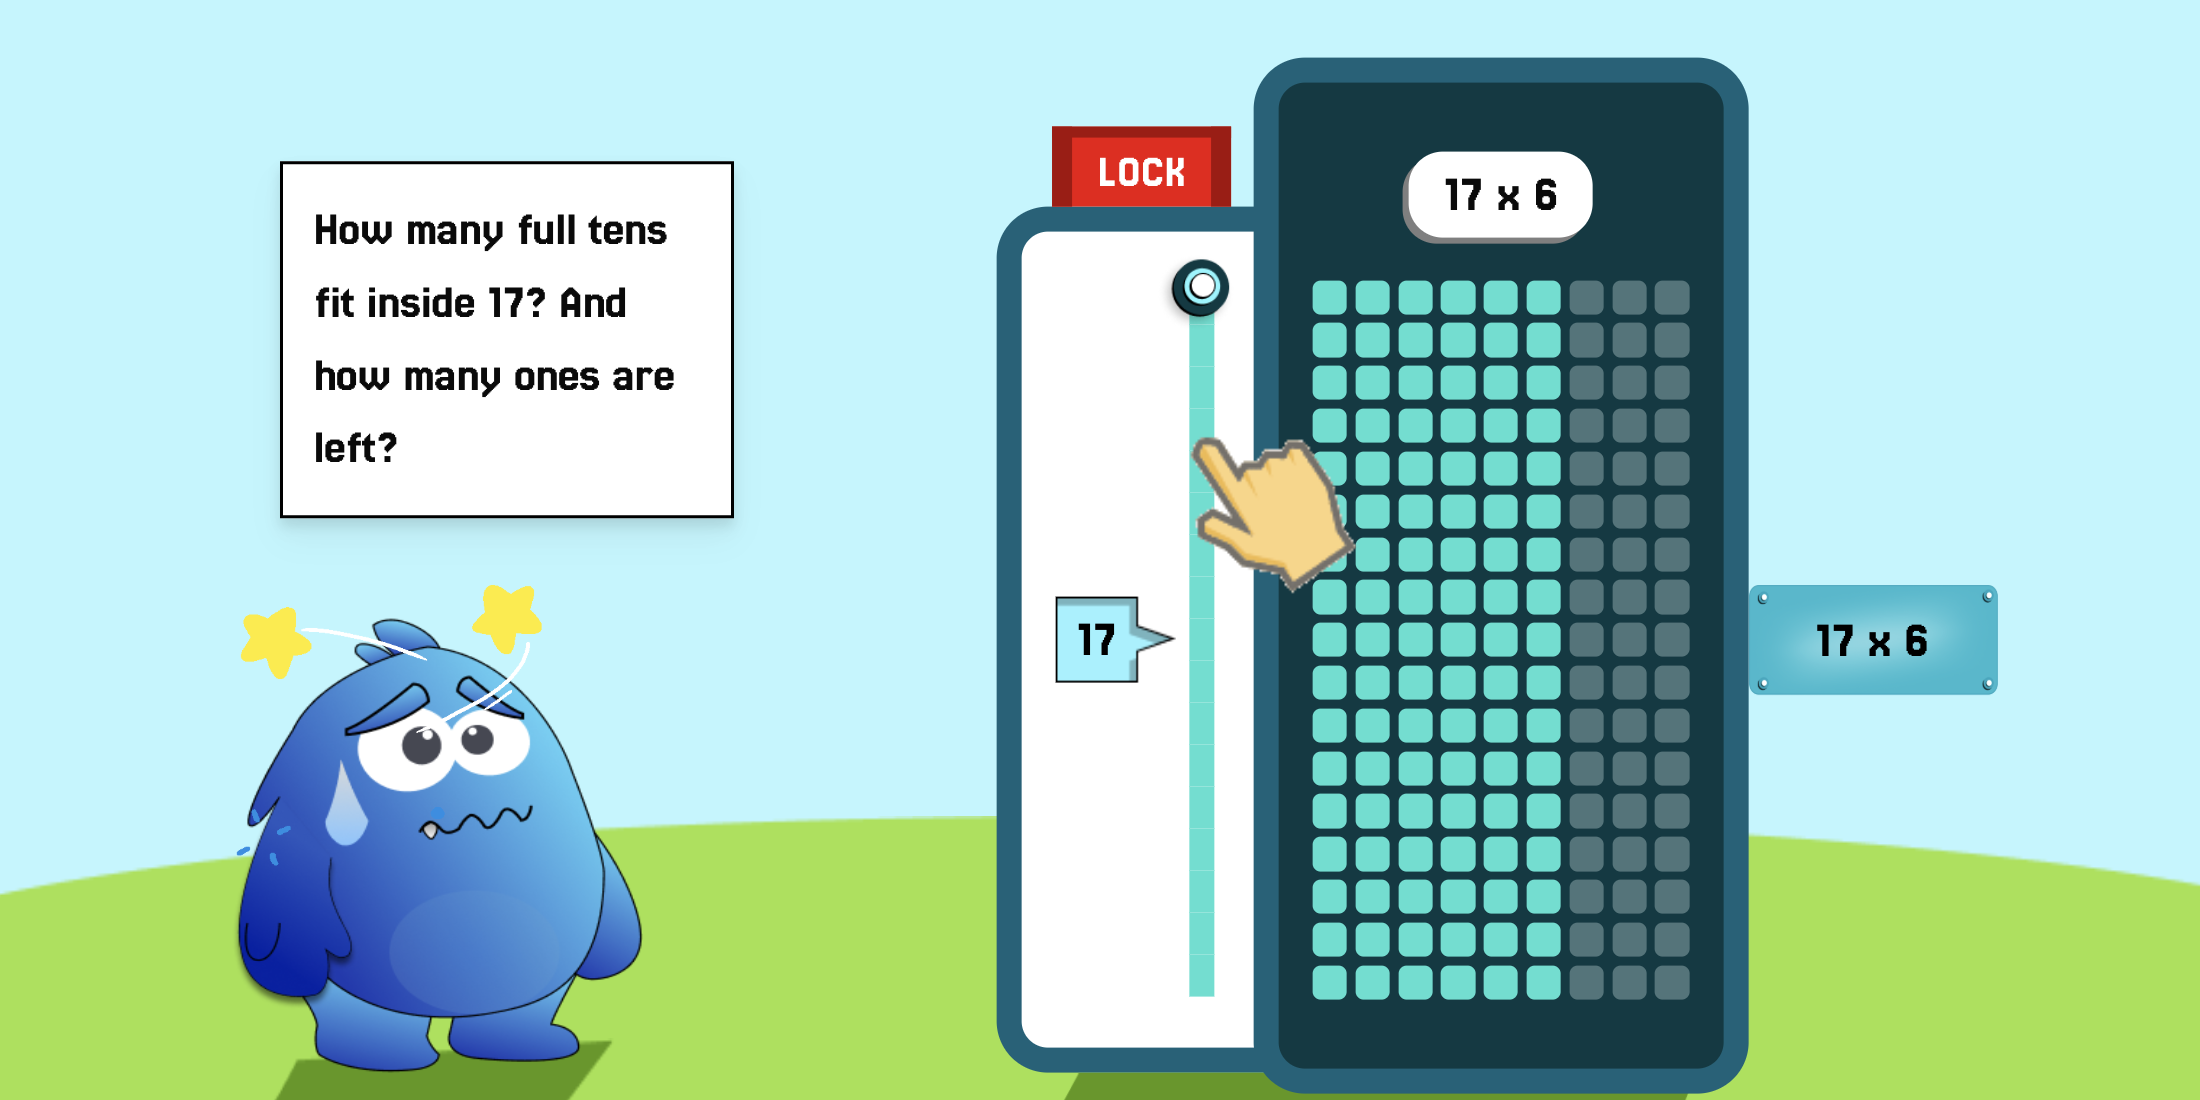 How many full tens
fit inside 17? And
how many ones are
left?
LOCK
17 x 6
17
17 x 6